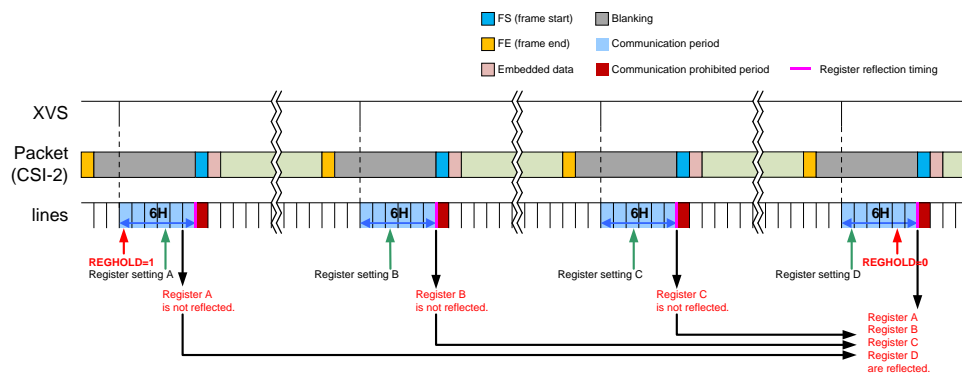 FS (frame start)
Blanking
FE (frame end)
Communication period
Embedded data
Communication prohibited period
Register reflection timing
XVS
Packet
(CSI-2)
lines
6H
6H
6H
6H
REGHOLD=1
Register setting A
Register setting B
Register setting C
Register setting D
REGHOLD=0
Register A
is not reflected.
Register B
is not reflected.
Register C
is not reflected.
Register A
Register B
Register C
Register D
are reflected.